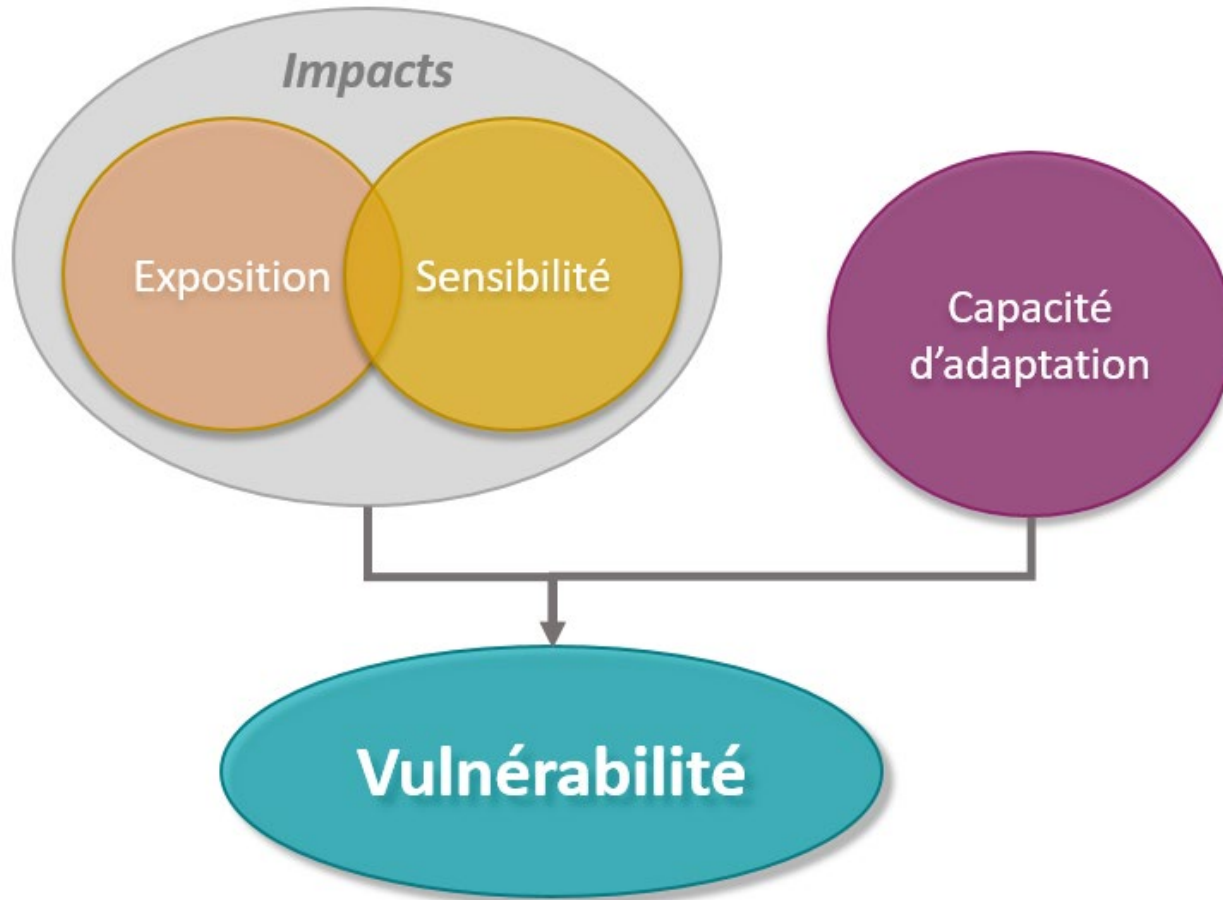 Impacts
Exposition
Sensibilité
Capacité
d’adaptation
Vulnérabilité